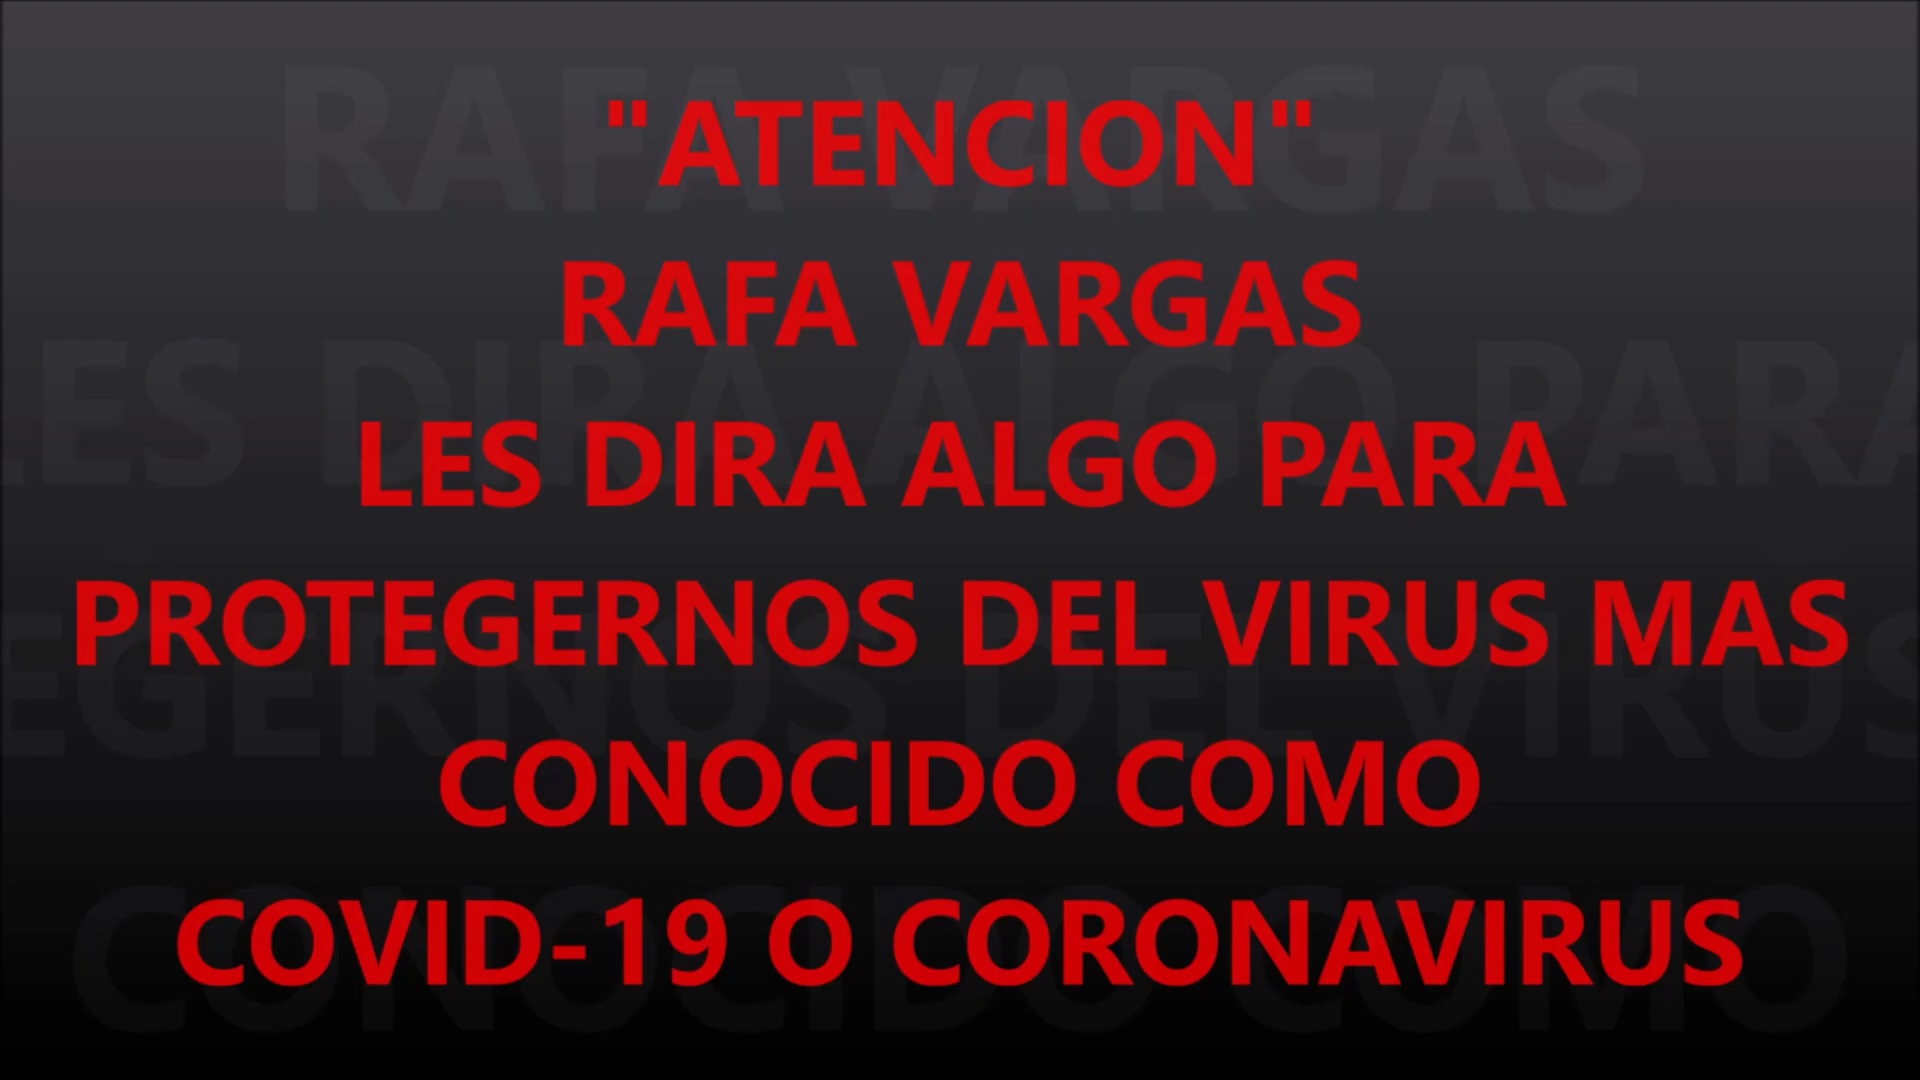 "ATENCION"
RAFA VARGAS
LES DIRA ALGO PARA
PROTEGERNOS DEL VIRUS MAS
CONOCIDO COMO
COVID-19 O CORONAVIRUS